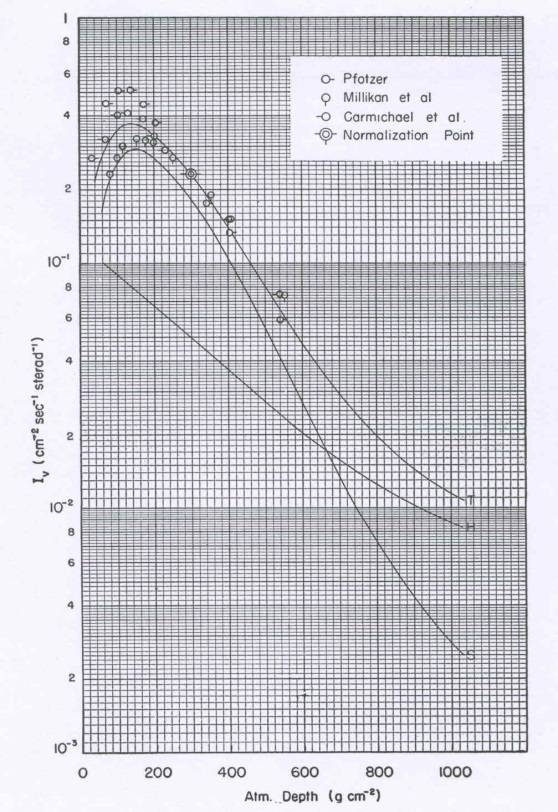 1
8
6
4
2
10⁻¹
8
6
4
2
10⁻²
8
6
4
2
10⁻³
I_v (cm⁻² sec⁻¹ sterad⁻¹)
Pfotzer
Millikan et al
Carmichael et al.
Normalization Point
T
H
S
0 200 400 600 800 1000
Atm. Depth (g cm⁻²)